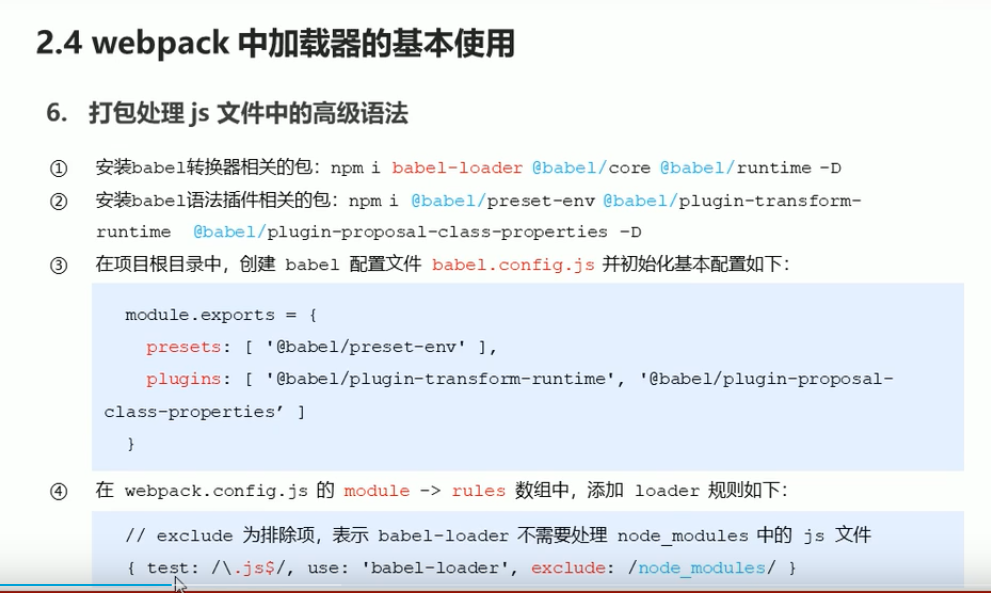 2.4 webpack 中加载器的基本使用
6. 打包处理 js 文件中的高级语法
① 安装babel转换器相关的包：npm i babel-loader @babel/core @babel/runtime -D
② 安装babel语法插件相关的包：npm i @babel/preset-env @babel/plugin-transform-
runtime @babel/plugin-proposal-class-properties -D
③ 在项目根目录中，创建 babel 配置文件 babel.config.js 并初始化基本配置如下：
module.exports = {
presets: [ '@babel/preset-env' ],
plugins: [ '@babel/plugin-transform-runtime', '@babel/plugin-proposal-
class-properties’ ]
}
④ 在 webpack.config.js 的 module -> rules 数组中，添加 loader 规则如下：
// exclude 为排除项，表示 babel-loader 不需要处理 node_modules 中的 js 文件
{ test: /\.js$/, use: 'babel-loader', exclude: /node_modules/ }